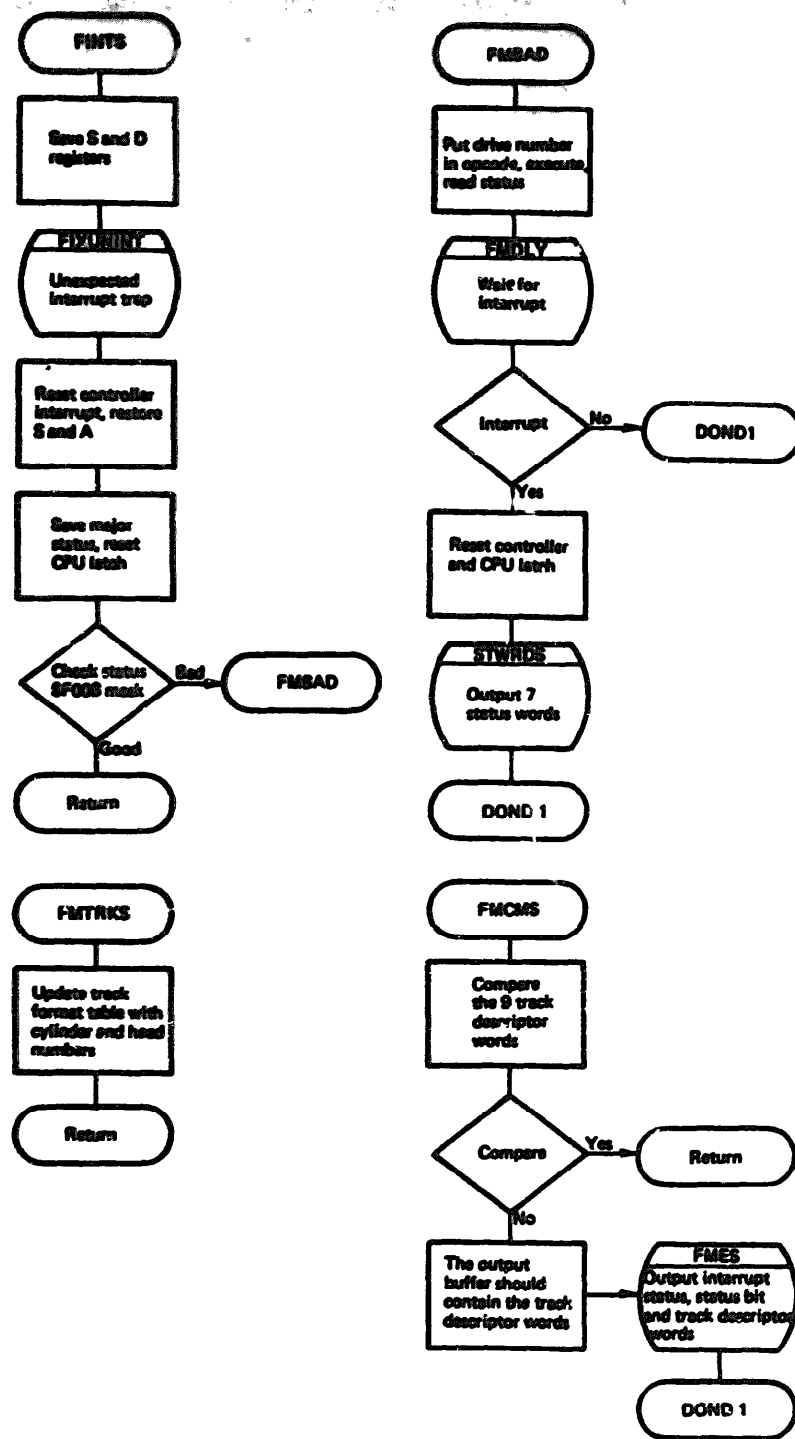 FINTS
Save S and D
registers
FIXUNINT
Unexpected
interrupt trap
Reset controller
interrupt, restore
S and A
Save major
status, reset
CPU latch
Check status
mask
Bad
FMBAD
Good
Return
FMBAD
Put drive number
in opcode, execute
read status
FMDLY
Wait for
interrupt
Interrupt
No
DOND1
Yes
Reset controller
and CPU latch
STWRDS
Output 7
status words
DOND 1
FMTRKS
Update track
format table with
cylinder and head
numbers
Return
FMCMS
Compare
the 9 track
descriptor
words
Compare
Yes
Return
No
The output
buffer should
contain the track
descriptor words
FMES
Output interrupt
status, status bit
and track descriptor
words
DOND 1